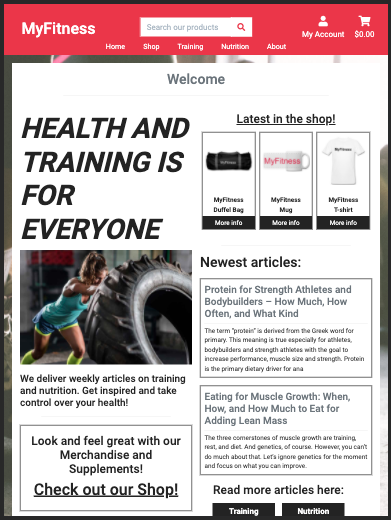 MyFitness
Search our products
My Account
$0.00
Home
Shop
Training
Nutrition
About
Welcome
HEALTH AND
TRAINING IS
FOR
EVERYONE
We deliver weekly articles on training
and nutrition. Get inspired and take
control over your health!
Look and feel great with our
Merchandise and
Supplements!
Check out our Shop!
Latest in the shop!
MyFitness
Duffel Bag
More info
MyFitness
MyFitness
Mug
More info
MyFitness
MyFitness
T-shirt
More info
Newest articles:
Protein for Strength Athletes and
Bodybuilders – How Much, How
Often, and What Kind
The term "protein" is derived from the Greek word for
primary. This meaning is true especially for athletes,
bodybuilders and strength athletes with the goal to
increase performance, muscle size and strength. Protein
is the primary dietary driver for ana
Eating for Muscle Growth: When,
How, and How Much to Eat for
Adding Lean Mass
The three cornerstones of muscle growth are training,
rest, and diet. And genetics, of course. However, you can't
do much about that. Let's ignore genetics for the moment
and focus on what you can improve.
Read more articles here:
Training
Nutrition